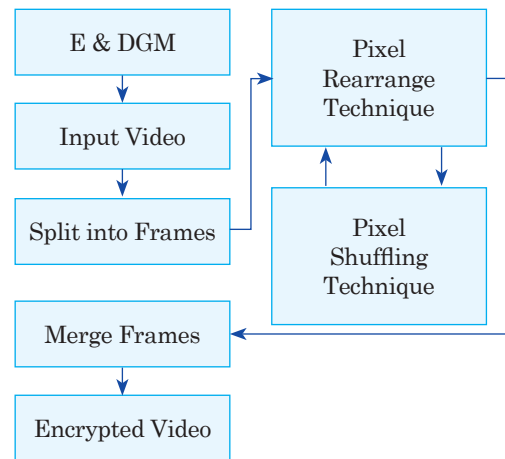 E & DGM
Input Video
Split into Frames
Pixel
Rearrange
Technique
Pixel
Shuffling
Technique
Merge Frames
Encrypted Video